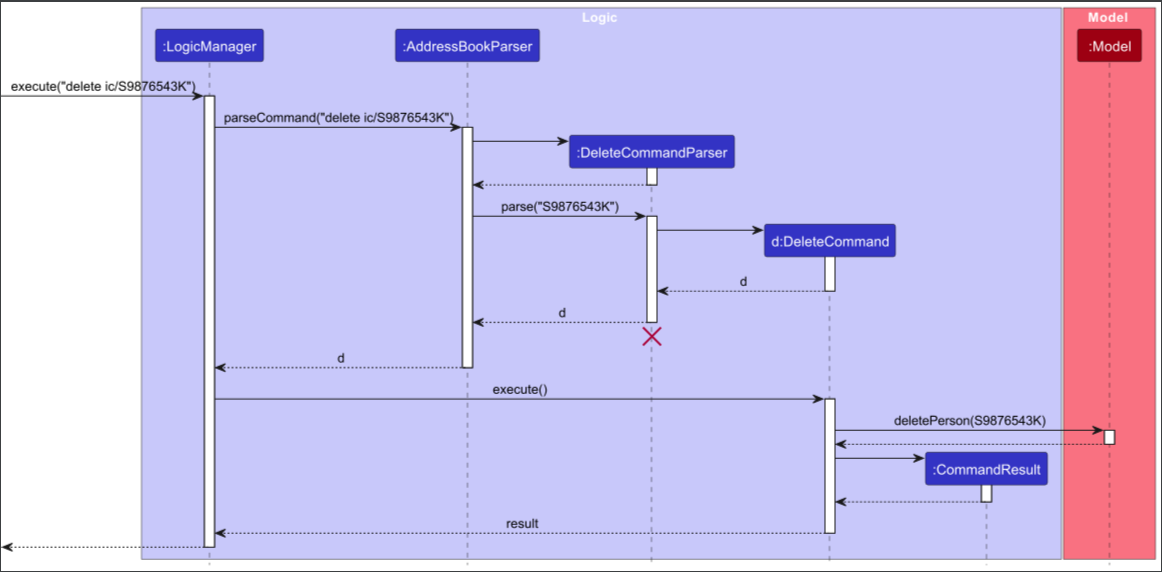 Logic
Model
:LogicManager
:AddressBookParser
:Model
execute("delete ic/S9876543K")
parseCommand("delete ic/S9876543K")
:DeleteCommandParser
parse("S9876543K")
d:DeleteCommand
d
d
d
execute()
deletePerson(S9876543K)
:CommandResult
result